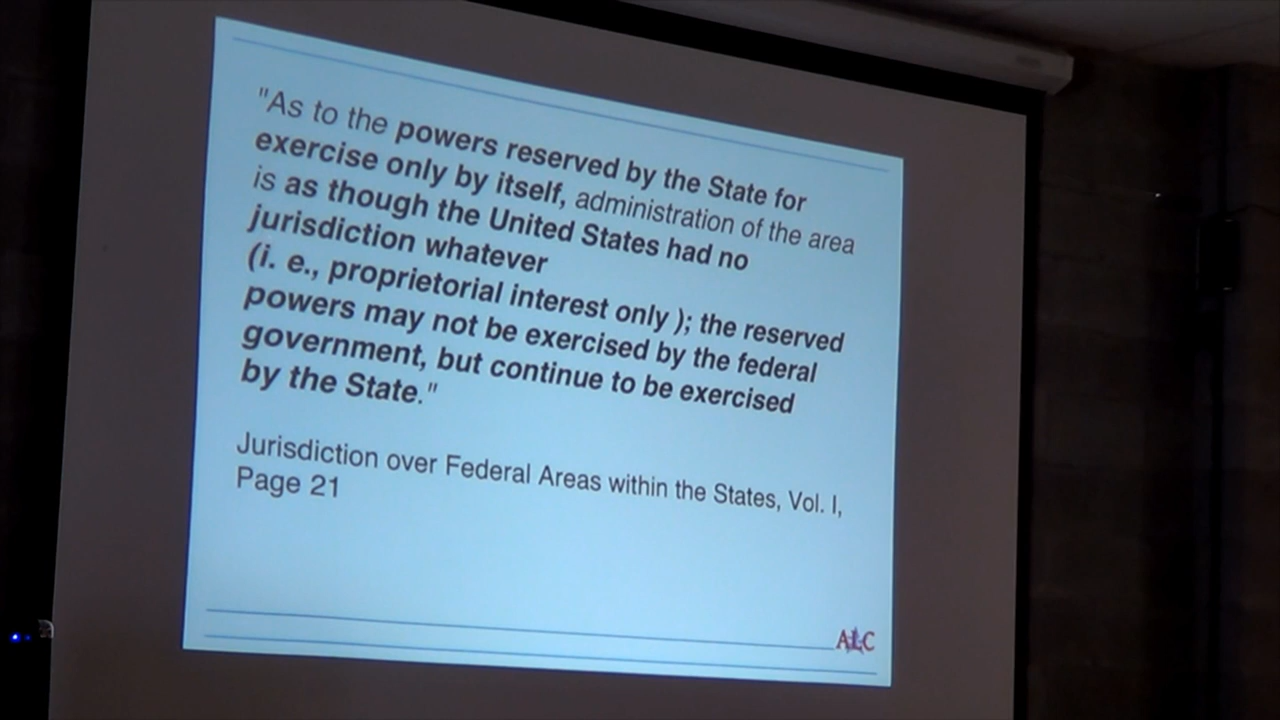 "As to the powers reserved by the State for
exercise only by itself, administration of the area
is as though the United States had no
jurisdiction whatever
(i. e., proprietorial interest only ); the reserved
powers may not be exercised by the federal
government, but continue to be exercised
by the State."
Jurisdiction over Federal Areas within the States, Vol. I,
Page 21
ALC